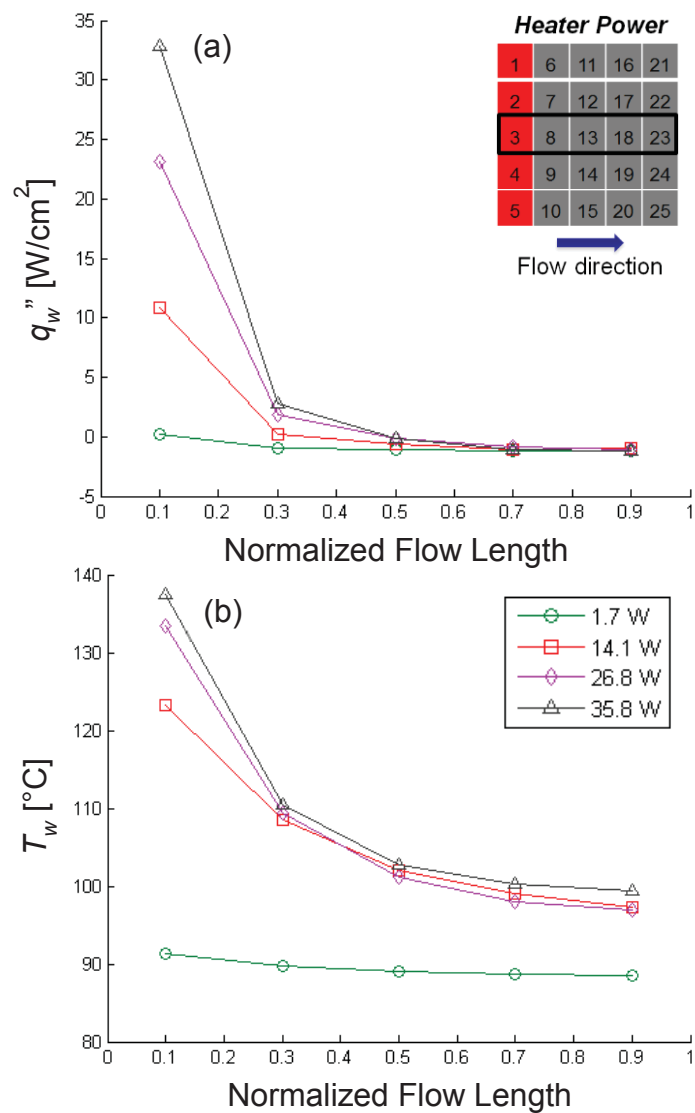 (a)
Heater Power
1 6 11 16 21
2 7 12 17 22
3 8 13 18 23
4 9 14 19 24
5 10 15 20 25
Flow direction
q_w” [W/cm²]
35
30
25
20
15
10
5
0
-5
0 0.1 0.2 0.3 0.4 0.5 0.6 0.7 0.8 0.9 1
Normalized Flow Length
(b)
1.7 W
14.1 W
26.8 W
35.8 W
T_w [°C]
140
130
120
110
100
90
80
0 0.1 0.2 0.3 0.4 0.5 0.6 0.7 0.8 0.9 1
Normalized Flow Length